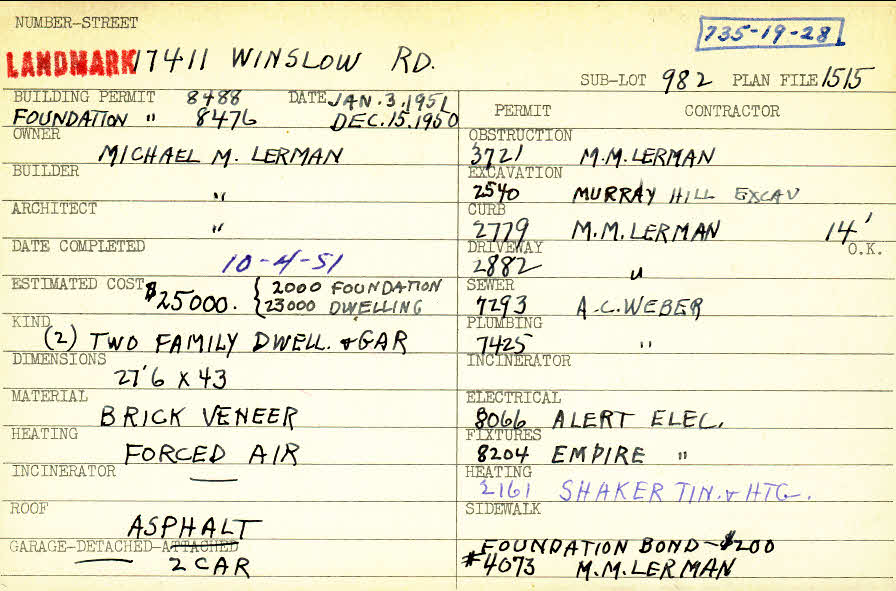 NUMBER-STREET
735-19-28
LANDMARK 17411 WINSLOW RD.
SUB-LOT 982 PLAN FILE 1515
BUILDING PERMIT 8488 DATE JAN. 3, 1951
FOUNDATION " 8476 DEC. 15, 1950
OWNER
MICHAEL M. LERMAN
BUILDER
"
ARCHITECT
"
DATE COMPLETED
10-4-51
ESTIMATED COST $25000. { 2000 FOUNDATION
23000 DWELLING
KIND
(2) TWO FAMILY DWELL. & GAR
DIMENSIONS
27'6 x 43
MATERIAL
BRICK VENEER
HEATING
FORCED AIR
INCINERATOR
—
ROOF
ASPHALT
GARAGE-DETACHED-ATTACHED
2 CAR
PERMIT CONTRACTOR
OBSTRUCTION
3721 M.M. LERMAN
EXCAVATION
2540 MURRAY HILL EXCAV
CURB
2779 M.M. LERMAN 14'
O.K.
DRIVEWAY
2882 "
SEWER
7293 A.C. WEBER
PLUMBING
7425 "
INCINERATOR
ELECTRICAL
8066 ALERT ELEC.
FIXTURES
8204 EMPIRE "
HEATING
2161 SHAKER TIN. & HTG.
SIDEWALK
FOUNDATION BOND - $200
#4073 M.M. LERMAN